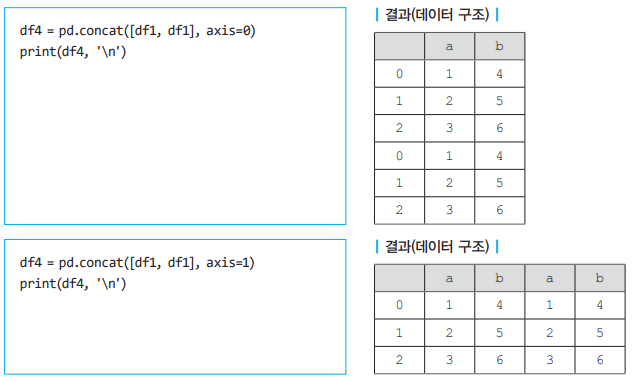 df4 = pd.concat([df1, df1], axis=0)
print(df4, '\n')
| 결과(데이터 구조) |
a b
0 1 4
1 2 5
2 3 6
0 1 4
1 2 5
2 3 6
df4 = pd.concat([df1, df1], axis=1)
print(df4, '\n')
| 결과(데이터 구조) |
a b a b
0 1 4 1 4
1 2 5 2 5
2 3 6 3 6